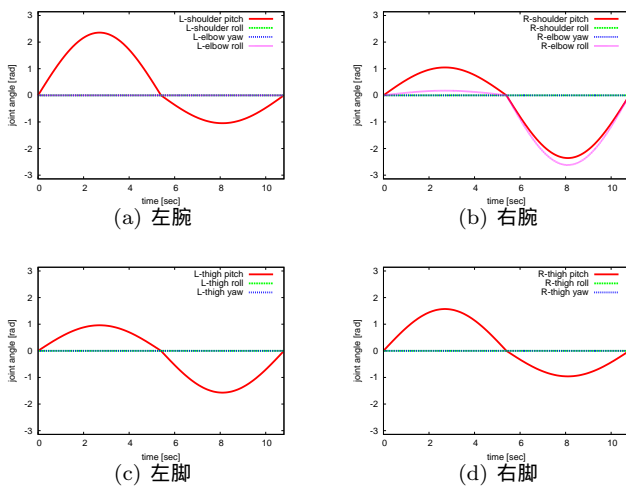 3
2
1
0
-1
-2
-3
joint angle [rad]
L-shoulder pitch
L-shoulder roll
L-elbow yaw
L-elbow roll
0 2 4 6 8 10
time [sec]
(a) 左腕
3
2
1
0
-1
-2
-3
joint angle [rad]
R-shoulder pitch
R-shoulder roll
R-elbow yaw
R-elbow roll
0 2 4 6 8 10
time [sec]
(b) 右腕
3
2
1
0
-1
-2
-3
joint angle [rad]
L-thigh pitch
L-thigh roll
L-thigh yaw
0 2 4 6 8 10
time [sec]
(c) 左脚
3
2
1
0
-1
-2
-3
joint angle [rad]
R-thigh pitch
R-thigh roll
R-thigh yaw
0 2 4 6 8 10
time [sec]
(d) 右脚